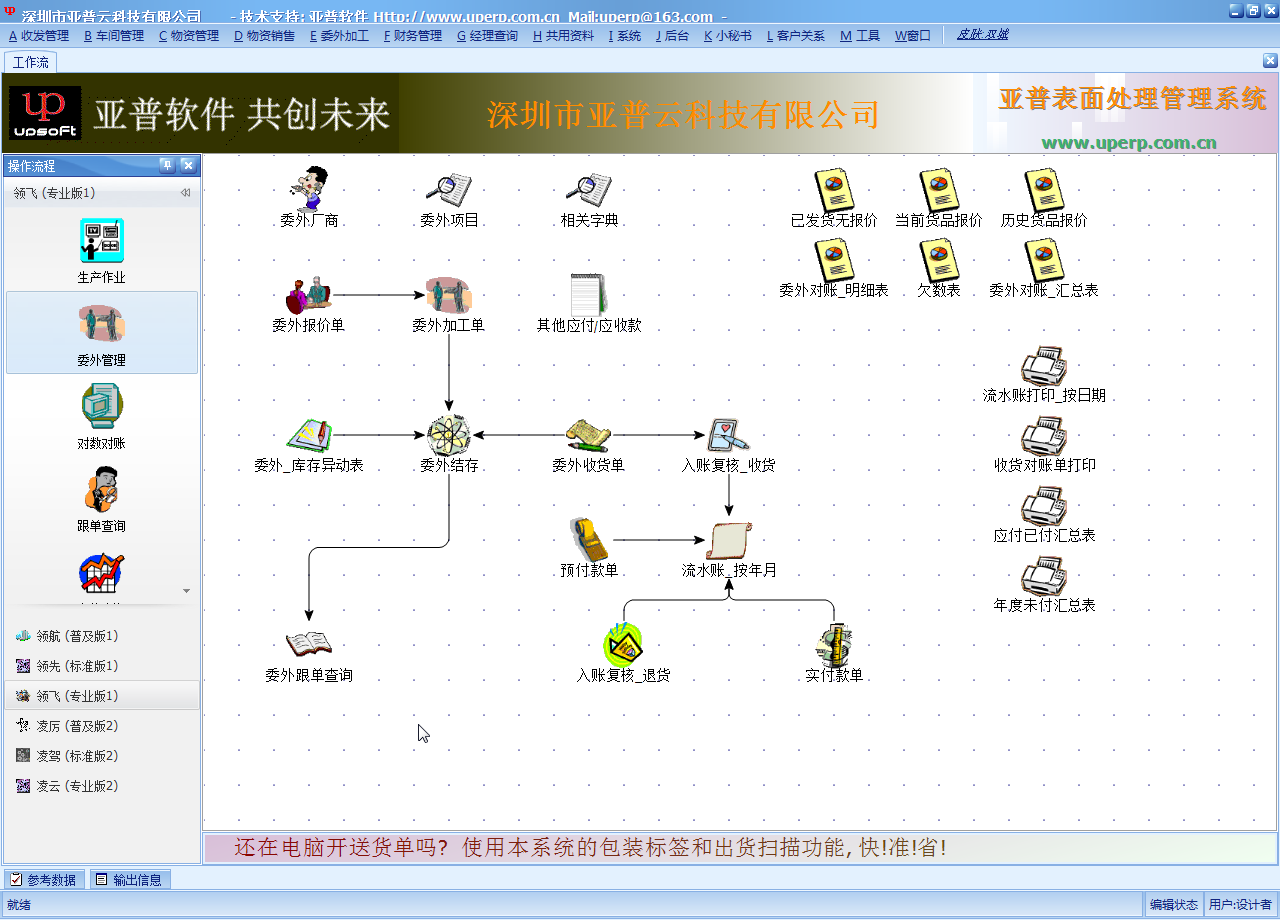 深圳市亚普云科技有限公司 - 技术支持: 亚普软件 Http://www.uperp.com.cn Mail:uperp@163.com -
A 收发管理 B 车间管理 C 物资管理 D 物资销售 E 委外加工 F 财务管理 G 经理查询 H 共用资料 I 系统 J 后台 K 小秘书 L 客户关系 M 工具 W窗口 皮肤:双城
工作流
up upsoft 亚普软件 共创未来 深圳市亚普云科技有限公司 亚普表面处理管理系统
www.uperp.com.cn
操作流程
领飞 (专业版1)
生产作业
委外管理
对数对账
跟单查询
领航 (普及版1)
领先 (标准版1)
领飞 (专业版1)
凌厉 (普及版2)
凌驾 (标准版2)
凌云 (专业版2)
委外厂商 委外项目 相关字典 已发货无报价 当前货品报价 历史货品报价
委外对账_明细表 欠数表 委外对账_汇总表
委外报价单 委外加工单 其他应付/应收款
流水账打印_按日期
委外_库存异动表 委外结存 委外收货单 入账复核_收货 收货对账单打印
应付已付汇总表
预付款单 流水账_按年月
年度未付汇总表
委外跟单查询 入账复核_退货 实付款单
还在电脑开送货单吗? 使用本系统的包装标签和出货扫描功能, 快!准!省!
参考数据 输出信息
就绪 编辑状态 用户:设计者